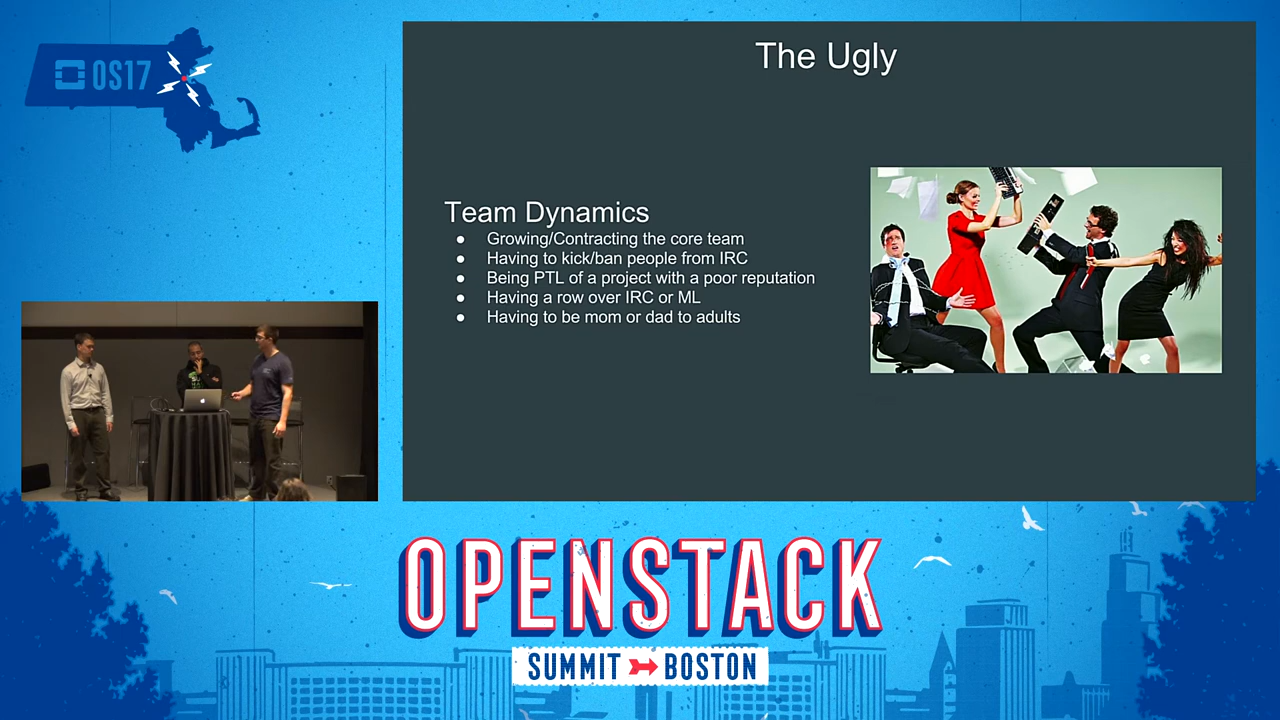 OS17
The Ugly
Team Dynamics
● Growing/Contracting the core team
● Having to kick/ban people from IRC
● Being PTL of a project with a poor reputation
● Having a row over IRC or ML
● Having to be mom or dad to adults
OPENSTACK
SUMMIT BOSTON